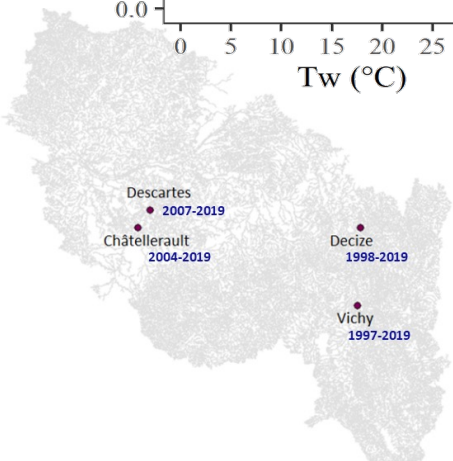 0.0
0 5 10 15 20 25
Tw (°C)
Descartes
2007-2019
Châtellerault
2004-2019
Decize
1998-2019
Vichy
1997-2019